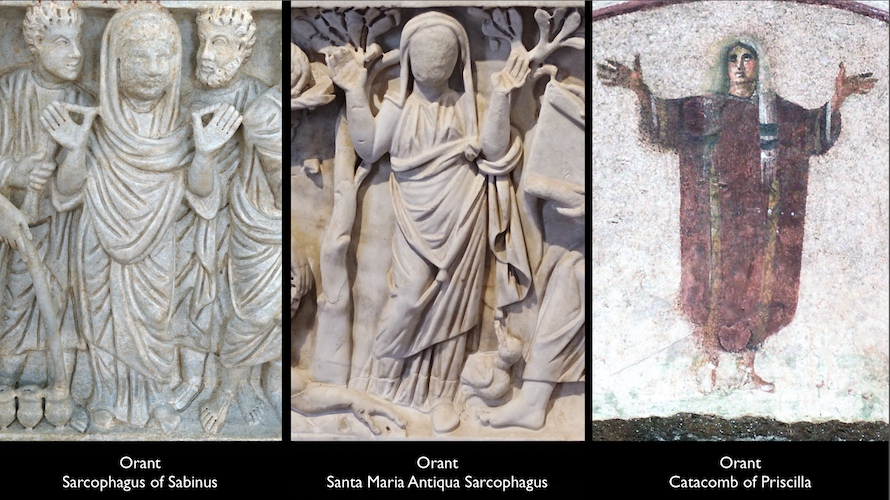 Orant
Sarcophagus of Sabinus
Orant
Santa Maria Antiqua Sarcophagus
Orant
Catacomb of Priscilla